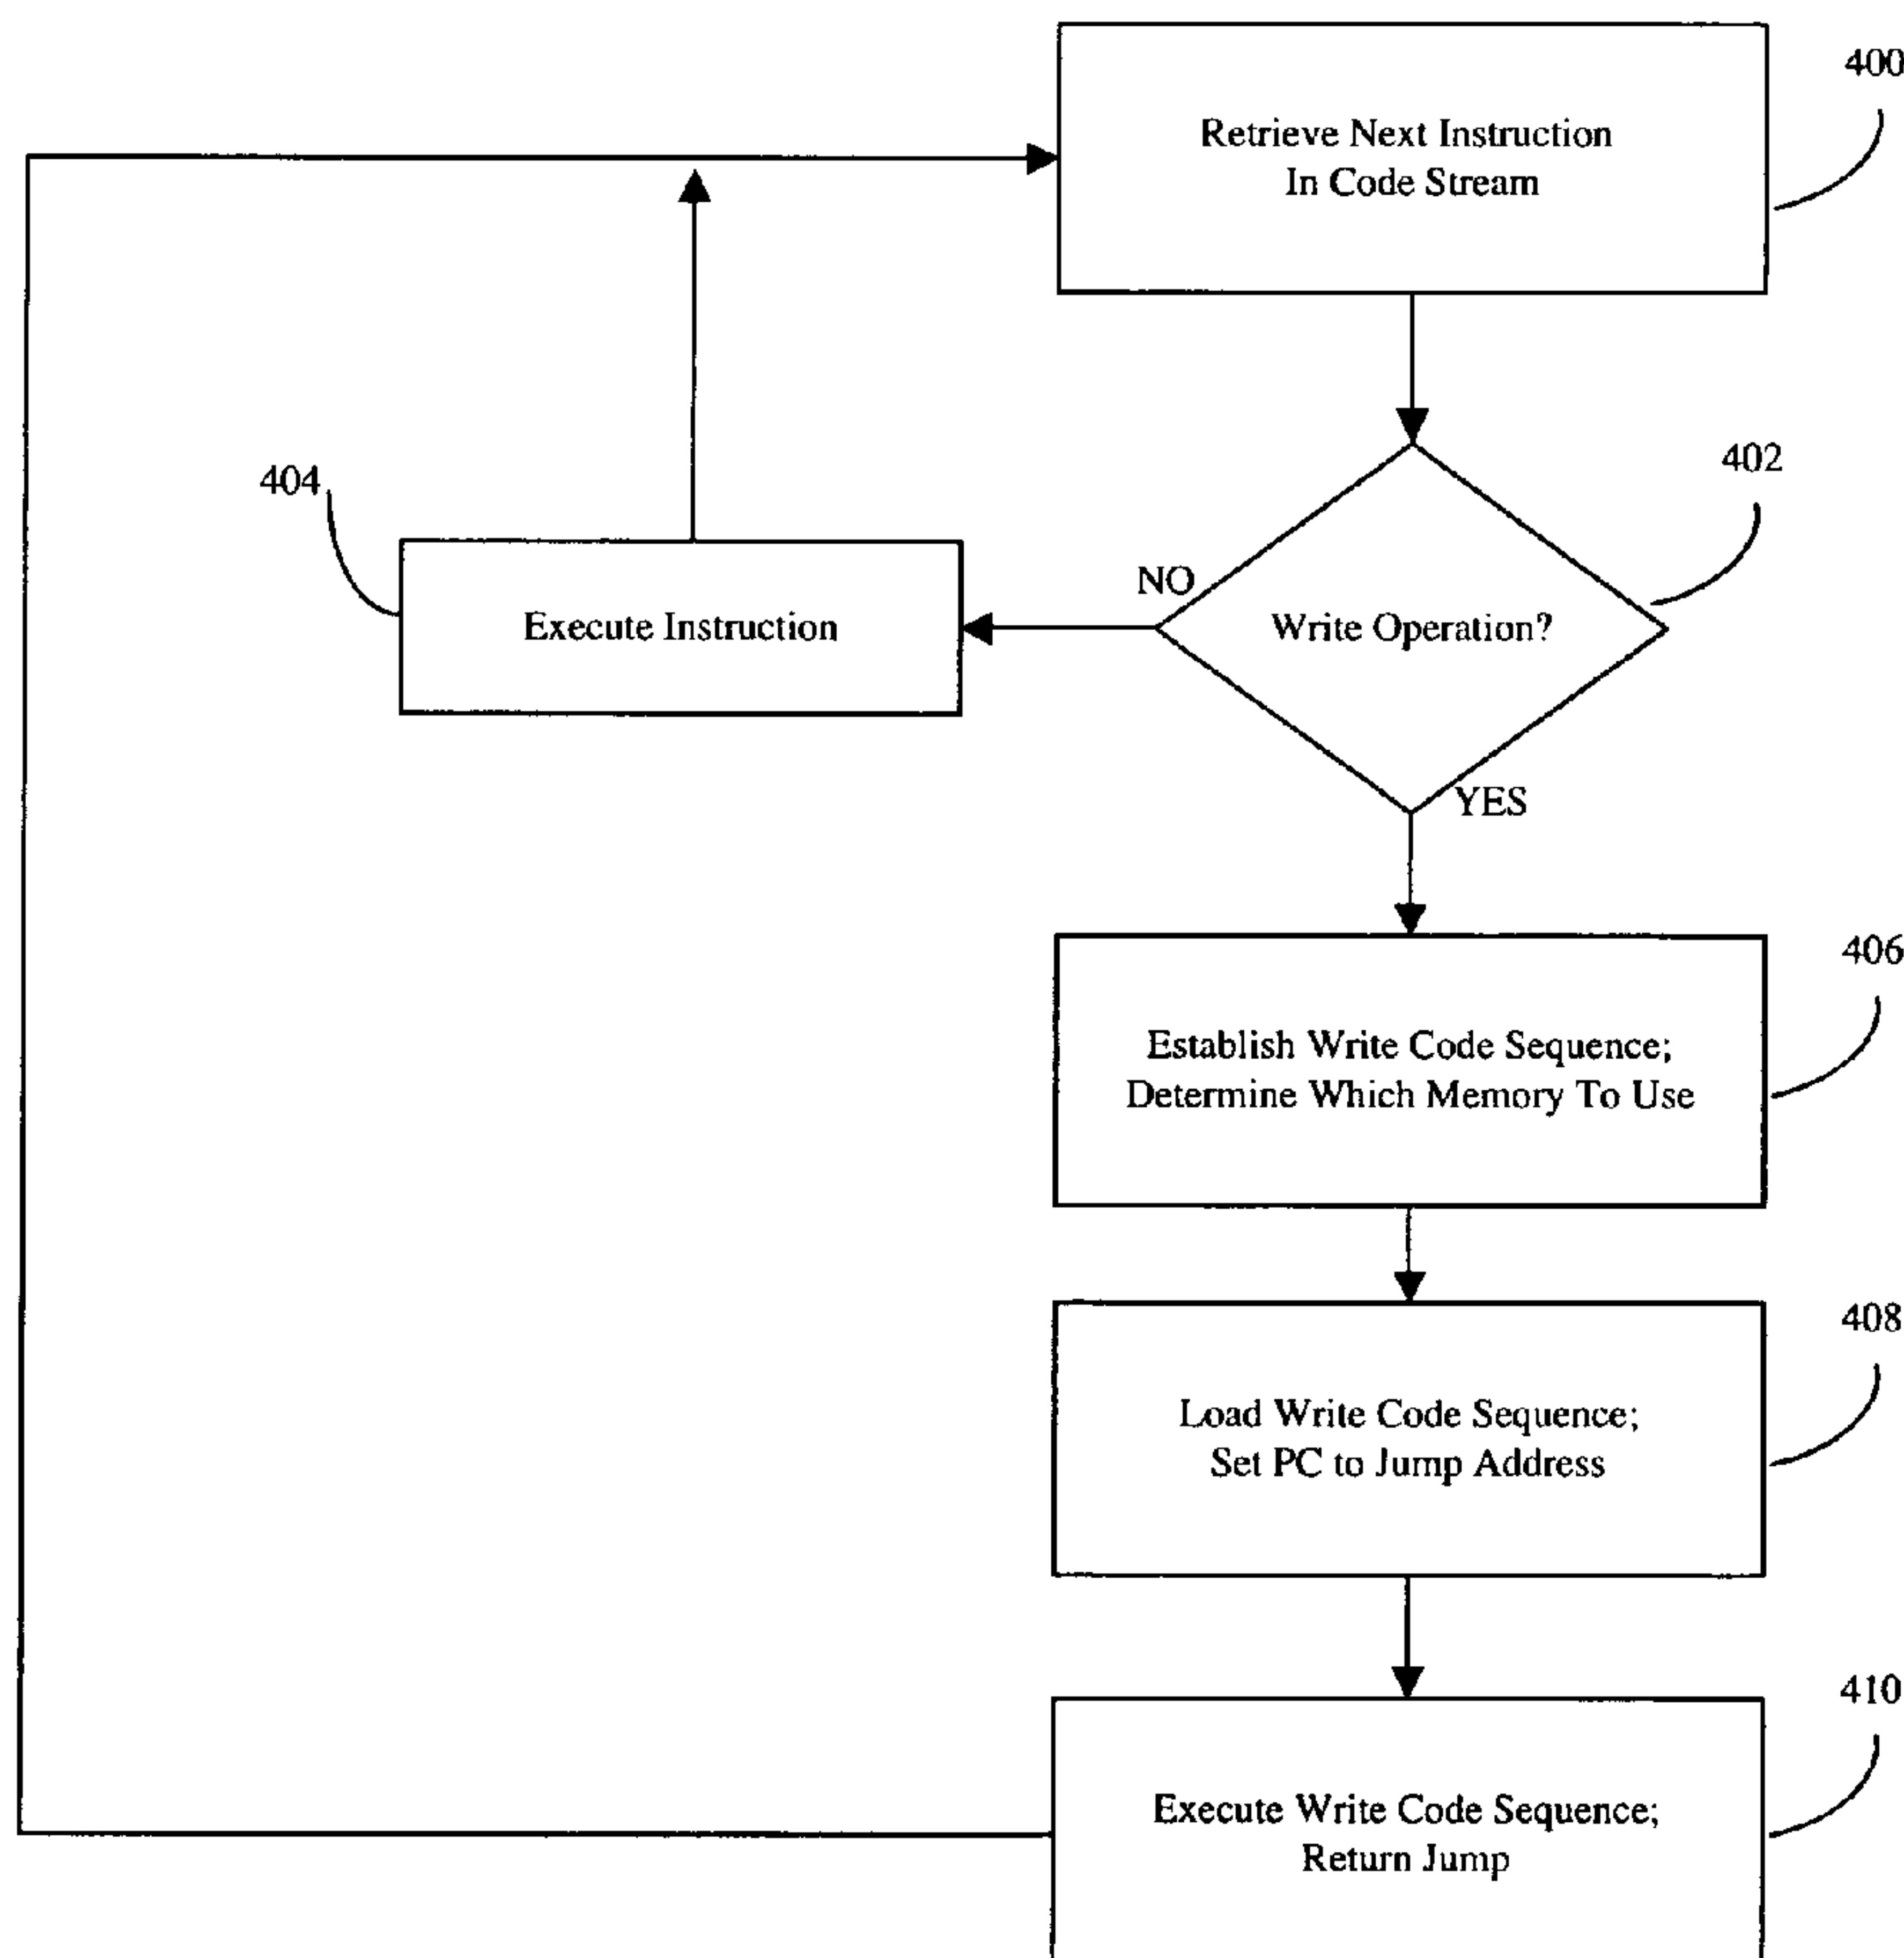 400
Retrieve Next Instruction
In Code Stream
402
404
NO
Execute Instruction
Write Operation?
YES
406
Establish Write Code Sequence;
Determine Which Memory To Use
408
Load Write Code Sequence;
Set PC to Jump Address
410
Execute Write Code Sequence;
Return Jump